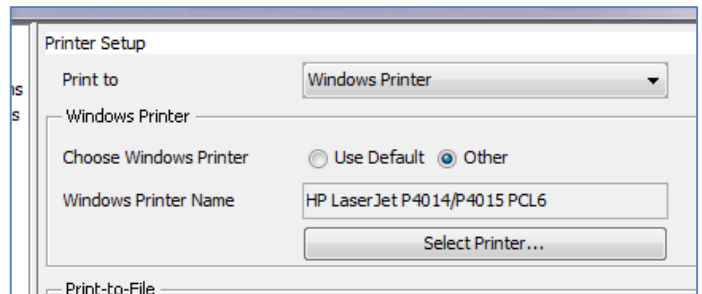 Printer Setup
Print to Windows Printer
Windows Printer
Choose Windows Printer Use Default Other
Windows Printer Name HP LaserJet P4014/P4015 PCL6
Select Printer...
Print-to-File